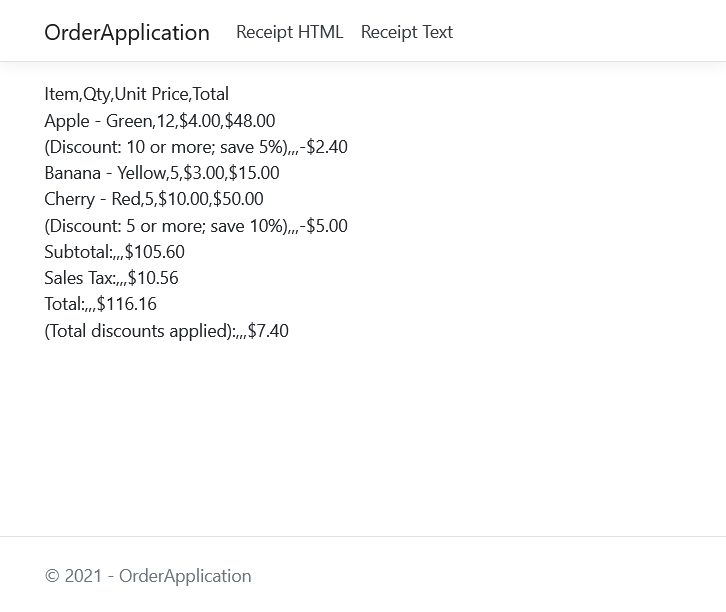 OrderApplication Receipt HTML Receipt Text
Item,Qty,Unit Price,Total
Apple - Green,12,$4.00,$48.00
(Discount: 10 or more; save 5%),,,-$2.40
Banana - Yellow,5,$3.00,$15.00
Cherry - Red,5,$10.00,$50.00
(Discount: 5 or more; save 10%),,,-$5.00
Subtotal:,,,$105.60
Sales Tax:,,,$10.56
Total:,,,$116.16
(Total discounts applied):,,,$7.40
© 2021 - OrderApplication